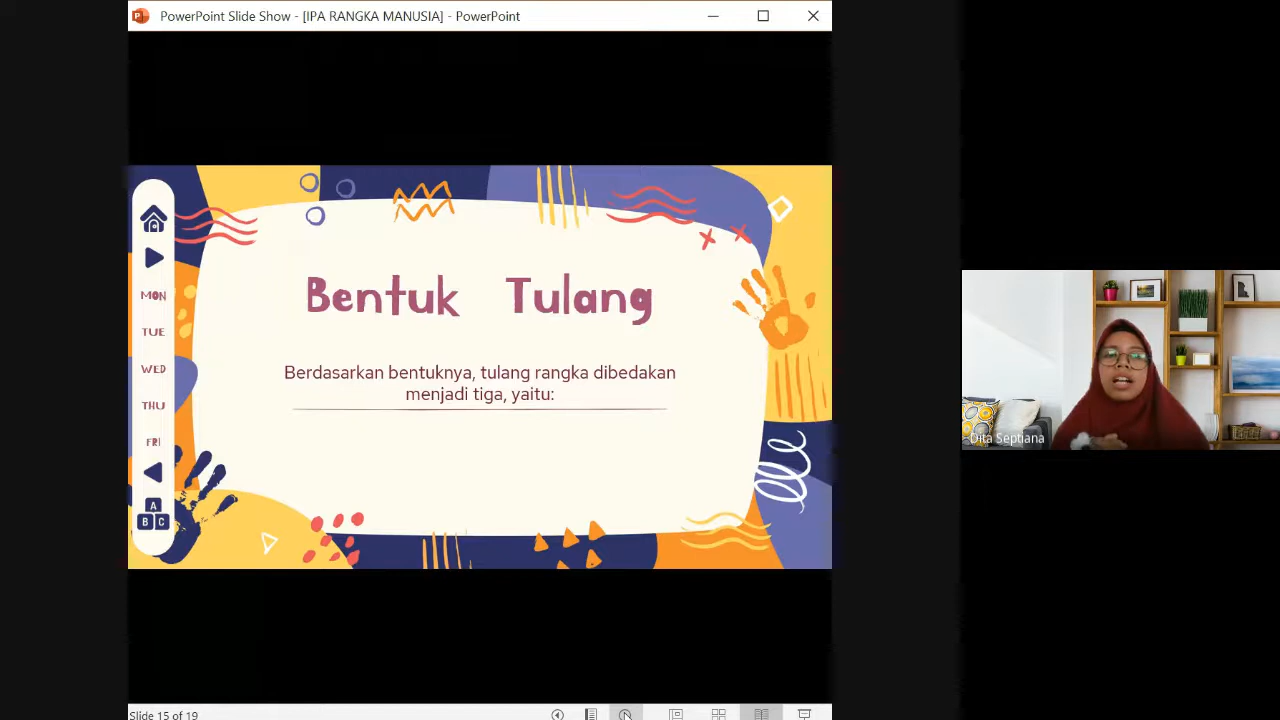 PowerPoint Slide Show - [IPA RANGKA MANUSIA] - PowerPoint
MON
TUE
WED
THU
FRI
A
B C
Bentuk Tulang
Berdasarkan bentuknya, tulang rangka dibedakan
menjadi tiga, yaitu:
Dita Septiana
Slide 15 of 19